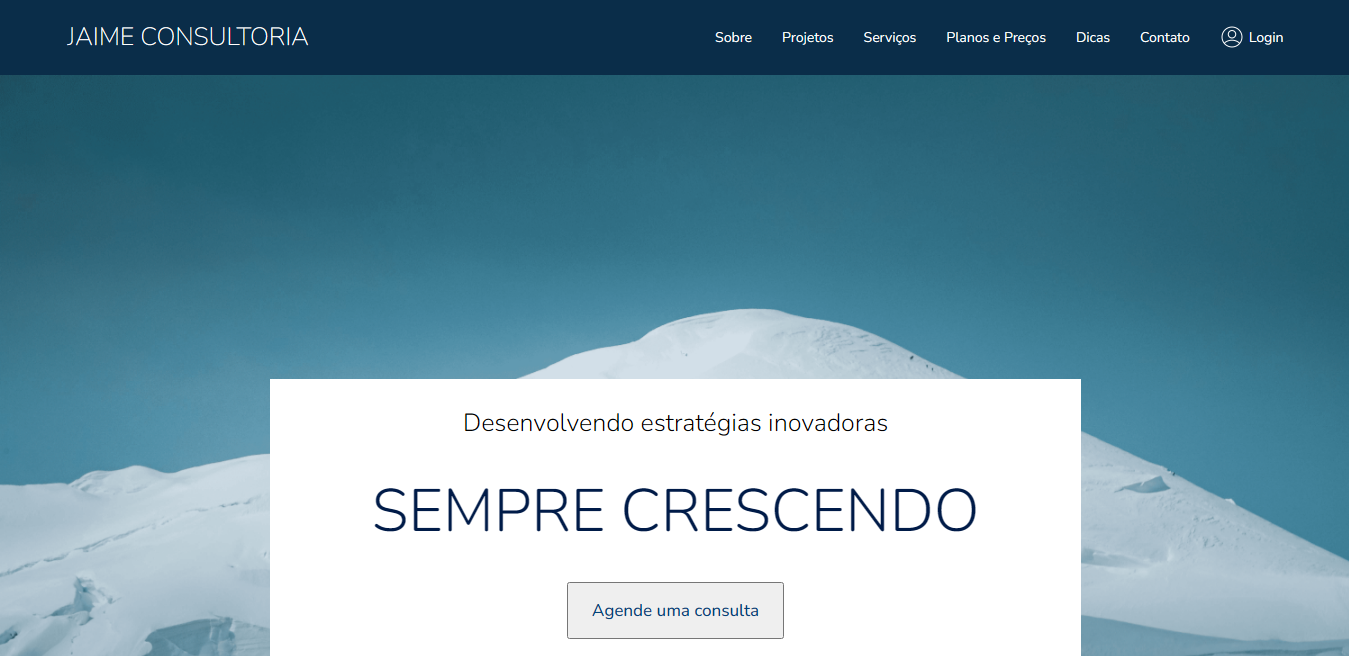 JAIME CONSULTORIA
Sobre Projetos Serviços Planos e Preços Dicas Contato Login
Desenvolvendo estratégias inovadoras
SEMPRE CRESCENDO
Agende uma consulta